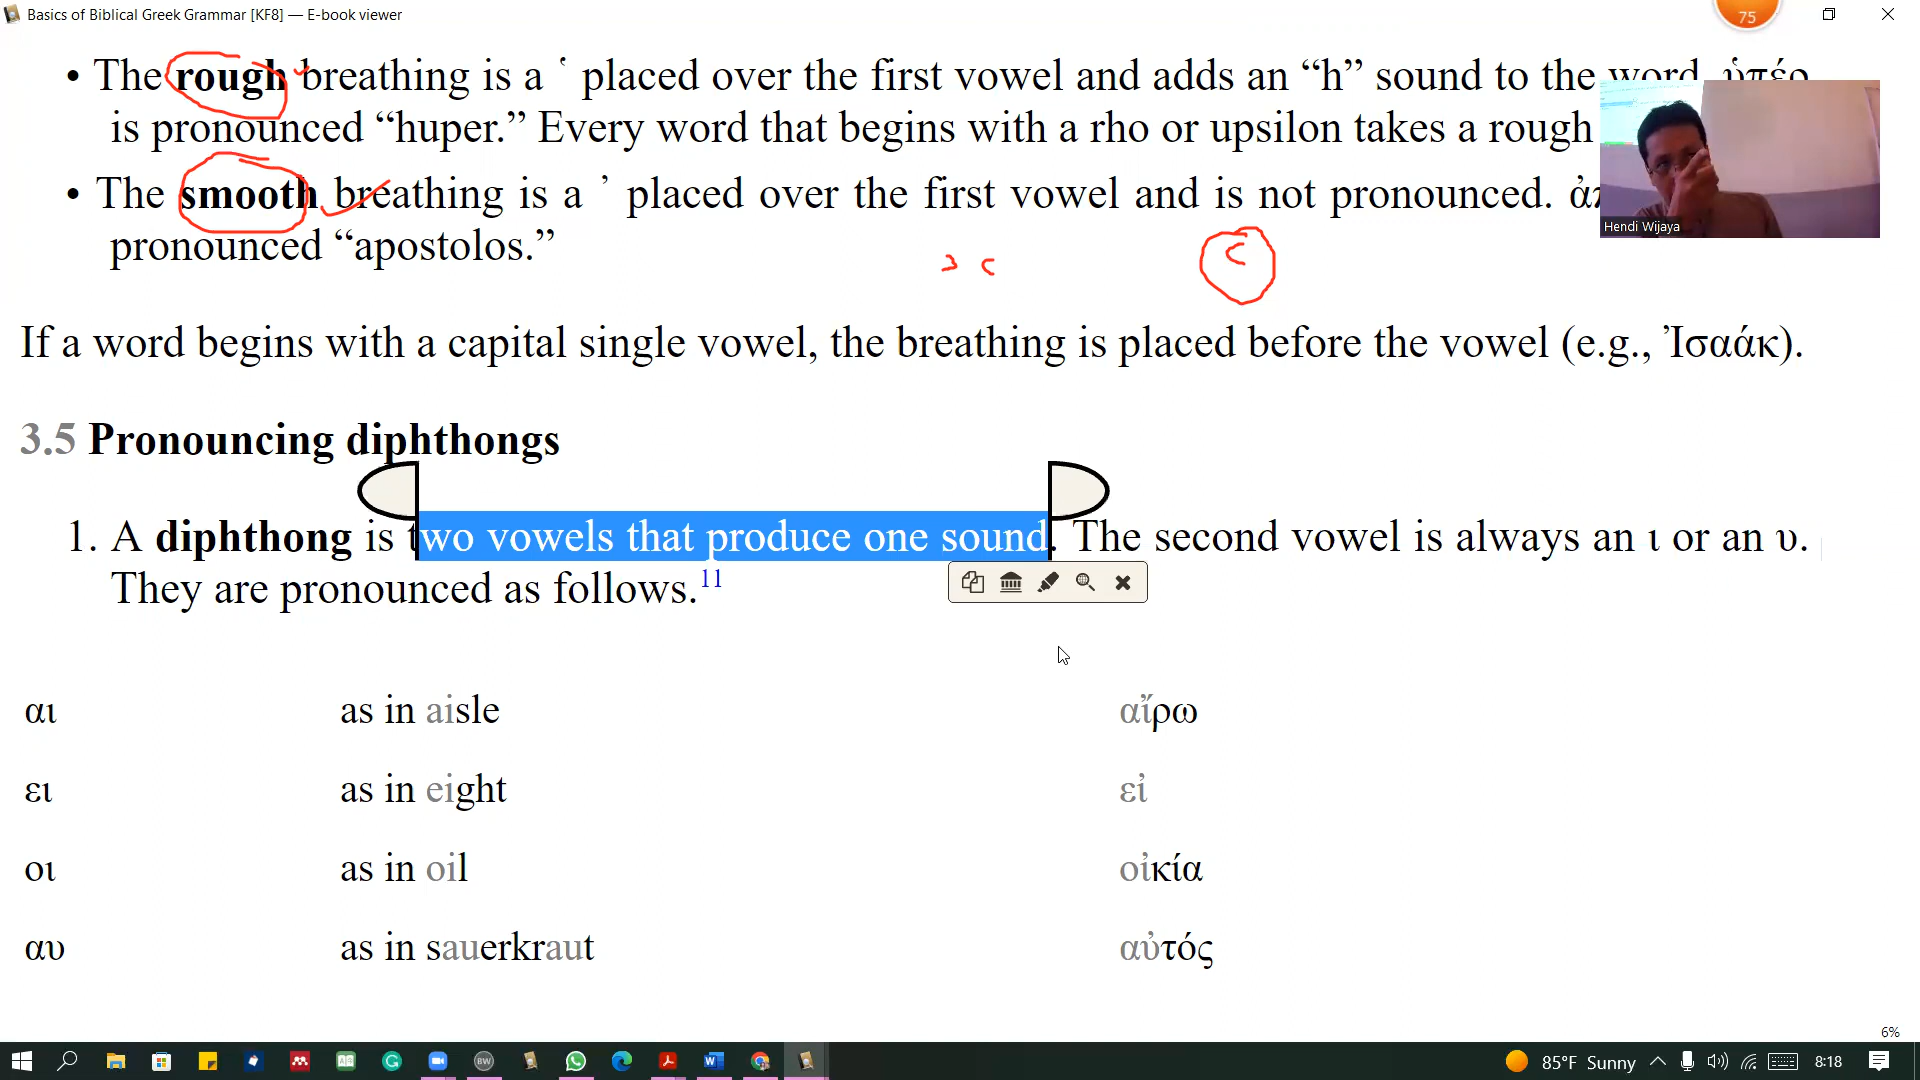 Basics of Biblical Greek Grammar [KF8] — E-book viewer
75
• The rough breathing is a ῾ placed over the first vowel and adds an “h” sound to the word. ὑπέρ
is pronounced “huper.” Every word that begins with a rho or upsilon takes a rough
• The smooth breathing is a ᾿ placed over the first vowel and is not pronounced.
pronounced “apostolos.”
Hendi Wijaya
If a word begins with a capital single vowel, the breathing is placed before the vowel (e.g., Ἰσαάκ).
3.5 Pronouncing diphthongs
1. A diphthong is two vowels that produce one sound. The second vowel is always an ι or an υ.
They are pronounced as follows.11
αι as in aisle αἴρω
ει as in eight εἰ
οι as in oil οἰκία
αυ as in sauerkraut αὐτός
6%
BW
85°F Sunny 8:18